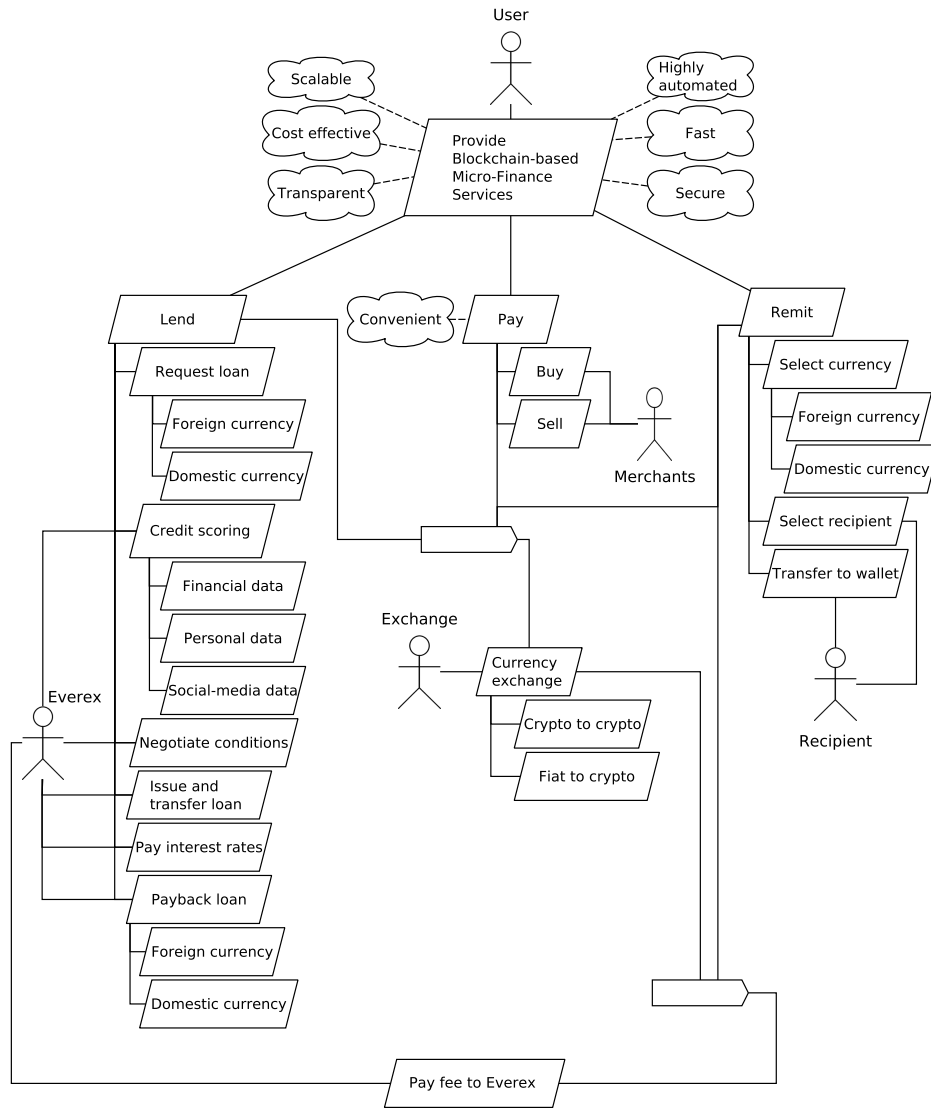 User
Scalable
Highly
automated
Cost effective
Fast
Provide
Blockchain-based
Micro-Finance
Services
Transparent
Secure
Lend
Convenient
Pay
Remit
Request loan
Buy
Select currency
Foreign currency
Sell
Foreign currency
Domestic currency
Merchants
Domestic currency
Credit scoring
Select recipient
Financial data
Transfer to wallet
Personal data
Exchange
Social-media data
Currency
exchange
Everex
Crypto to crypto
Negotiate conditions
Recipient
Issue and
transfer loan
Fiat to crypto
Pay interest rates
Payback loan
Foreign currency
Domestic currency
Pay fee to Everex